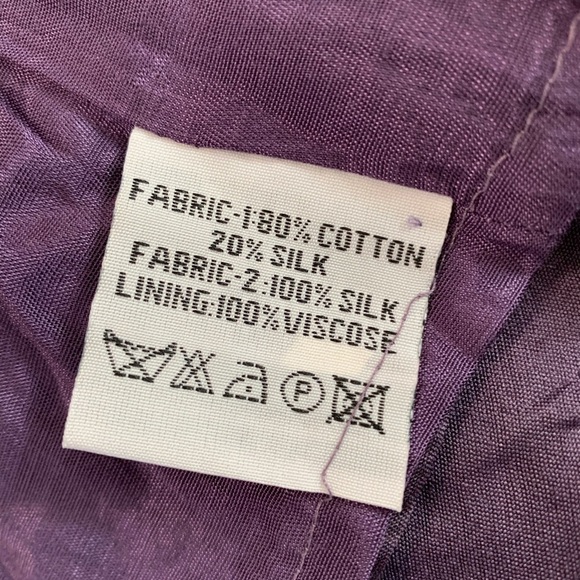 FABRIC-1:80% COTTON
20% SILK
FABRIC-2:100% SILK
LINING:100%VISCOSE
P